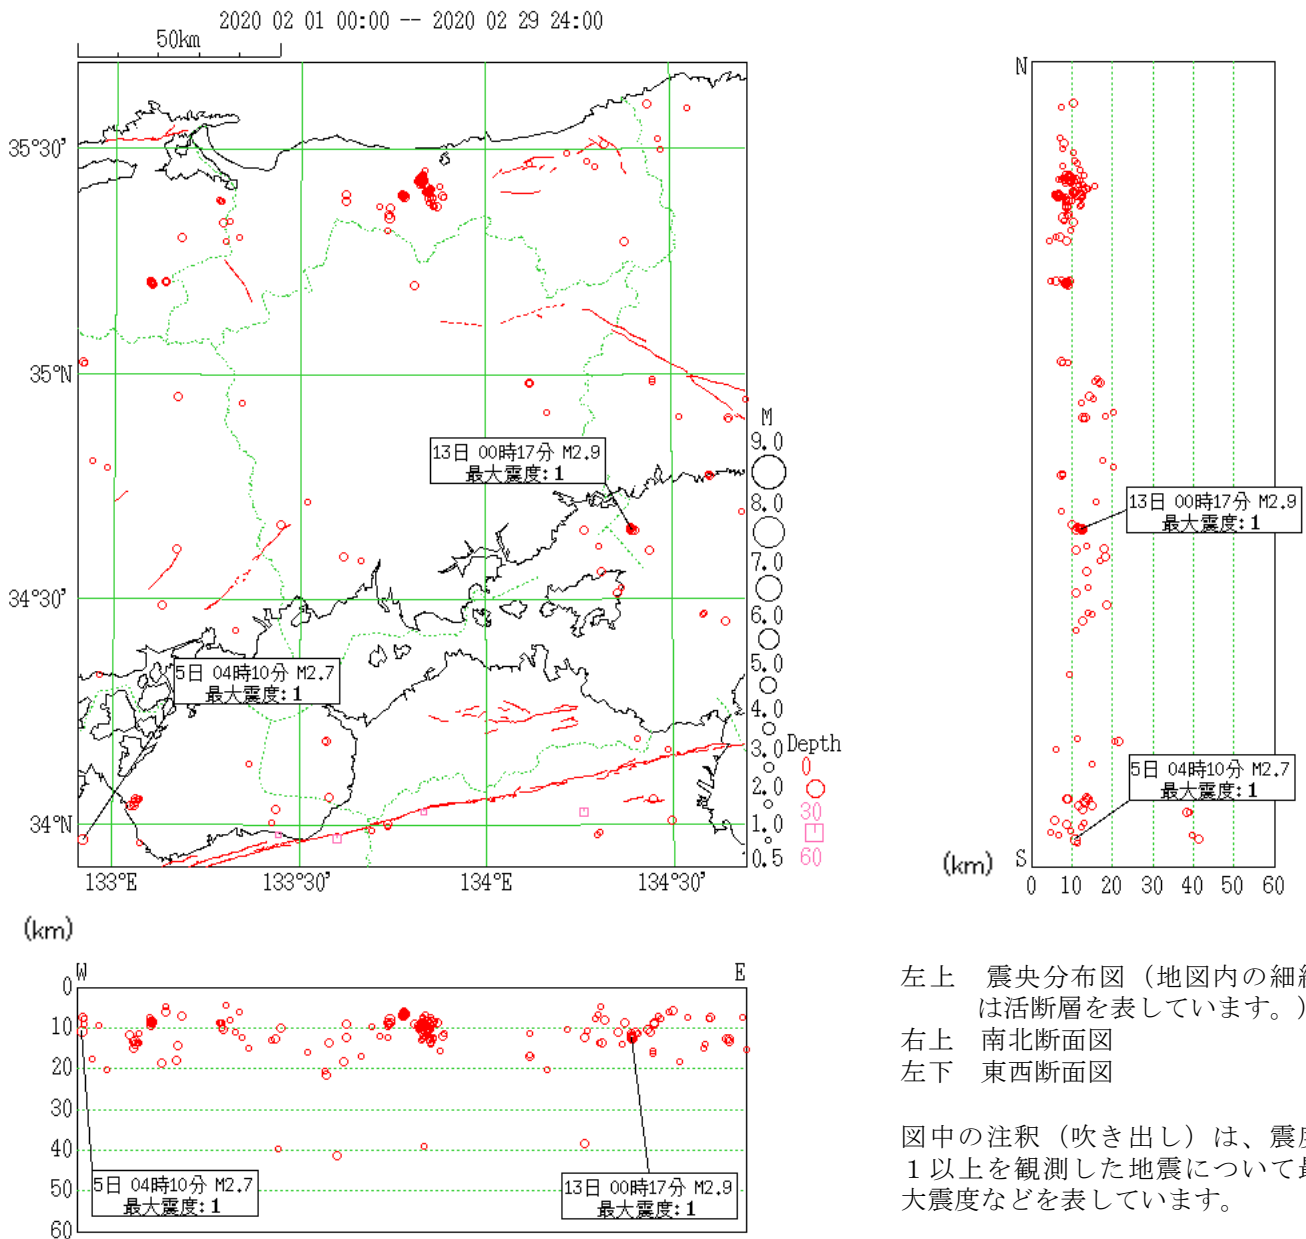 2020 02 01 00:00 -- 2020 02 29 24:00
50km
35°30'
35°N
34°30'
34°N
133°E
133°30'
134°E
134°30'
13日 00時17分 M2.9
最大震度:1
5日 04時10分 M2.7
最大震度:1
M
9.0
8.0
7.0
6.0
5.0
4.0
3.0
2.0
1.0
0.5
Depth
0
30
60
N
S
13日 00時17分 M2.9
最大震度:1
5日 04時10分 M2.7
最大震度:1
(km)
0 10 20 30 40 50 60
(km)
W
E
0
10
20
30
40
50
60
5日 04時10分 M2.7
最大震度:1
13日 00時17分 M2.9
最大震度:1
左上 震央分布図(地図内の細
は活断層を表しています。)
右上 南北断面図
左下 東西断面図
図中の注釈(吹き出し)は、震
1以上を観測した地震について
大震度などを表しています。